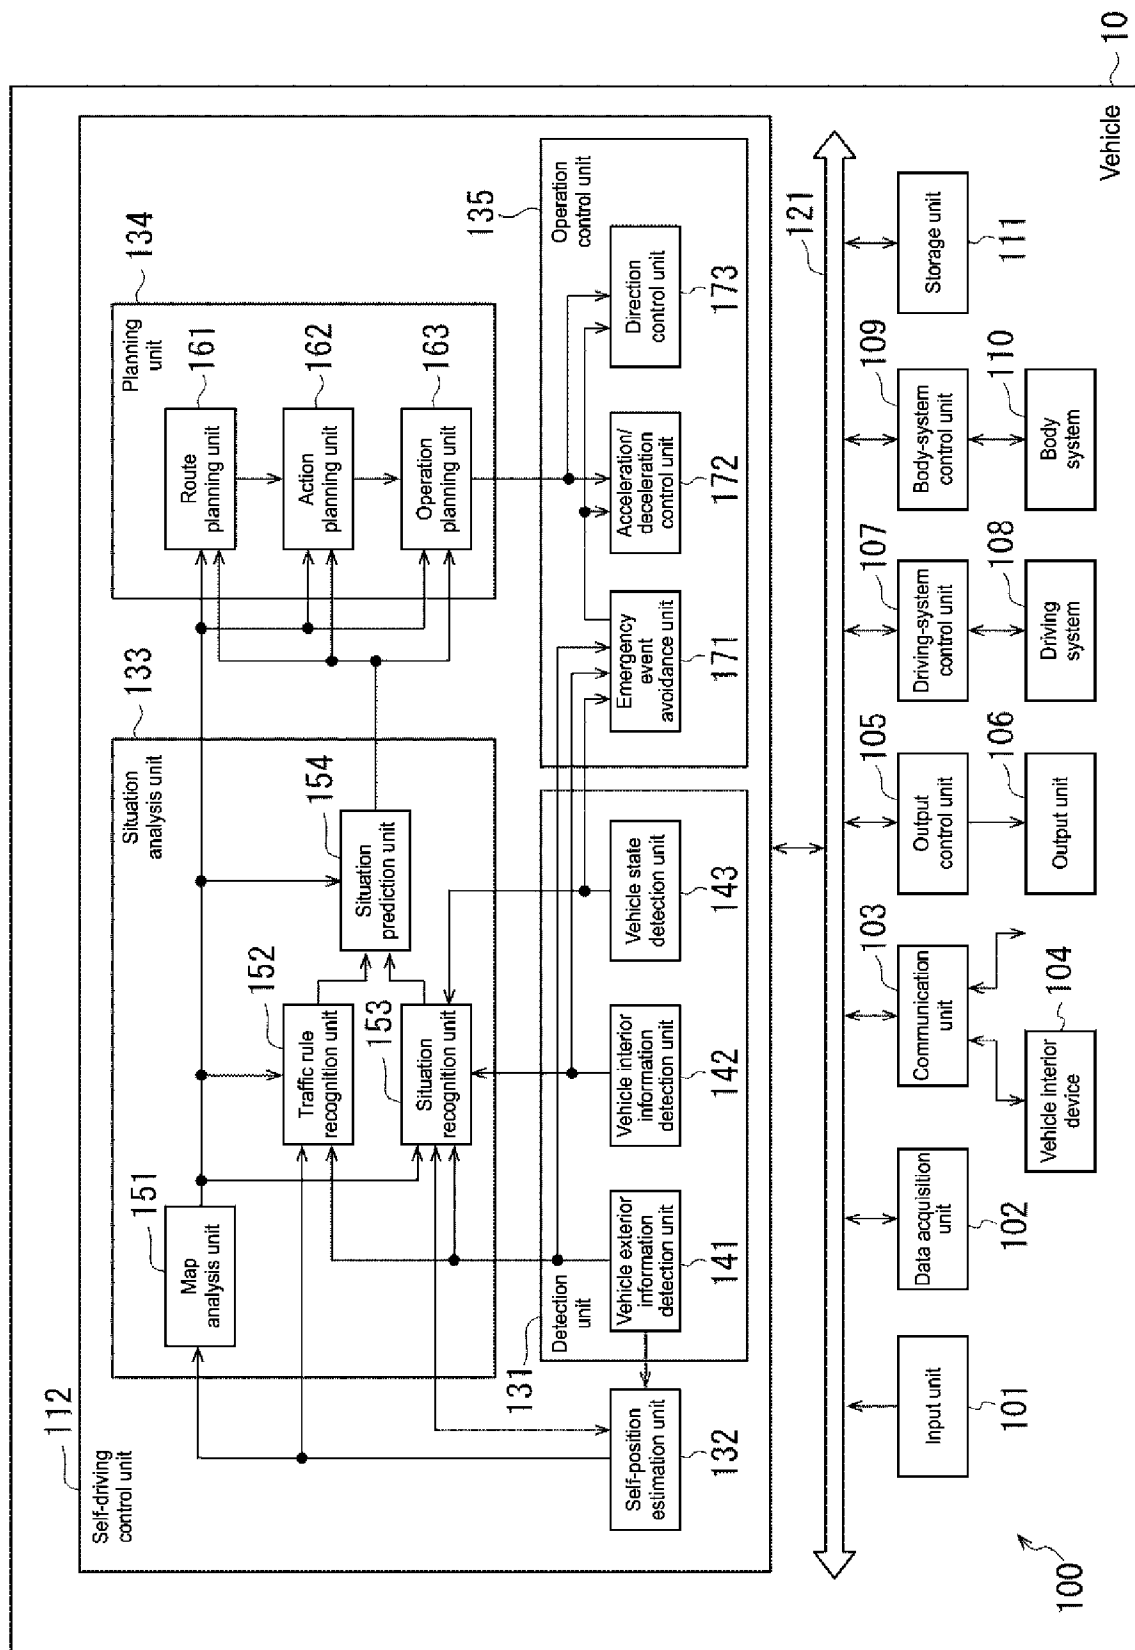 10
Vehicle
112
Self-driving
control unit
133
Situation
analysis unit
151
Map
analysis unit
152
Traffic rule
recognition unit
153
Situation
recognition unit
154
Situation
prediction unit
134
Planning
unit
161
Route
planning unit
162
Action
planning unit
163
Operation
planning unit
132
Self-position
estimation unit
131
Detection
unit
141
Vehicle exterior
information
detection unit
142
Vehicle interior
information
detection unit
143
Vehicle state
detection unit
135
Operation
control unit
171
Emergency
event
avoidance unit
172
Acceleration/
deceleration
control unit
173
Direction
control unit
121
101
Input unit
102
Data acquisition
unit
103
Communication
unit
104
Vehicle interior
device
105
Output
control unit
106
Output unit
107
Driving-system
control unit
108
Driving
system
109
Body-system
control unit
110
Body
system
Storage unit
111
100